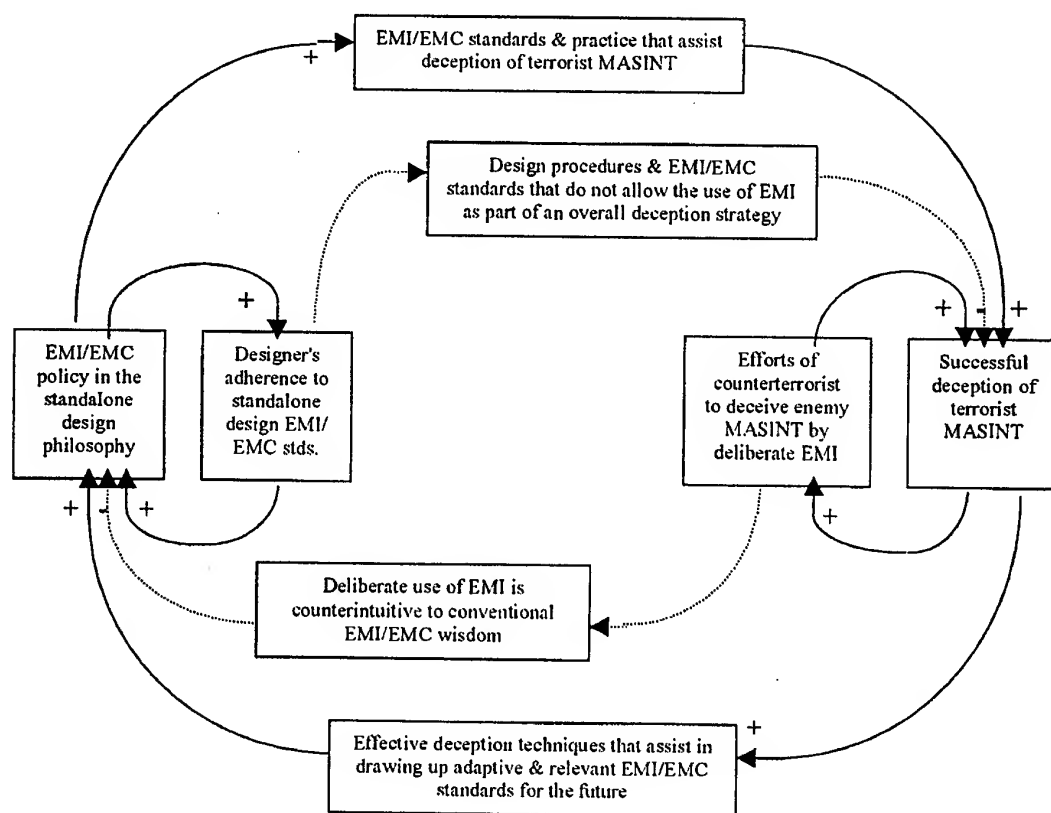 EMI/EMC standards & practice that assist
deception of terrorist MASINT
+
Design procedures & EMI/EMC
standards that do not allow the use of EMI
as part of an overall deception strategy
+
+
-
+
EMI/EMC
policy in the
standalone
design
philosophy
Designer's
adherence to
standalone
design EMI/
EMC stds.
Efforts of
counterterrorist
to deceive enemy
MASINT by
deliberate EMI
Successful
deception of
terrorist
MASINT
+
-
+
+
Deliberate use of EMI is
counterintuitive to conventional
EMI/EMC wisdom
+
Effective deception techniques that assist in
drawing up adaptive & relevant EMI/EMC
standards for the future